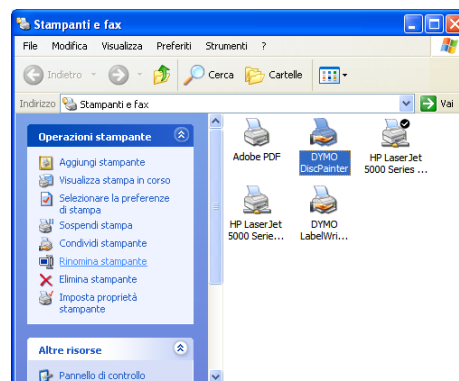 Stampanti e fax
File Modifica Visualizza Preferiti Strumenti ?
Indietro Cerca Cartelle
Indirizzo Stampanti e fax Vai
Operazioni stampante
Aggiungi stampante
Visualizza stampa in corso
Selezionare la preferenze
di stampa
Sospendi stampa
Condividi stampante
Rinomina stampante
Elimina stampante
Imposta proprietà
stampante
Altre risorse
Pannello di controllo
Adobe PDF
DYMO
DiscPainter
HP LaserJet
5000 Series ...
HP LaserJet
5000 Serie...
DYMO
LabelWri...